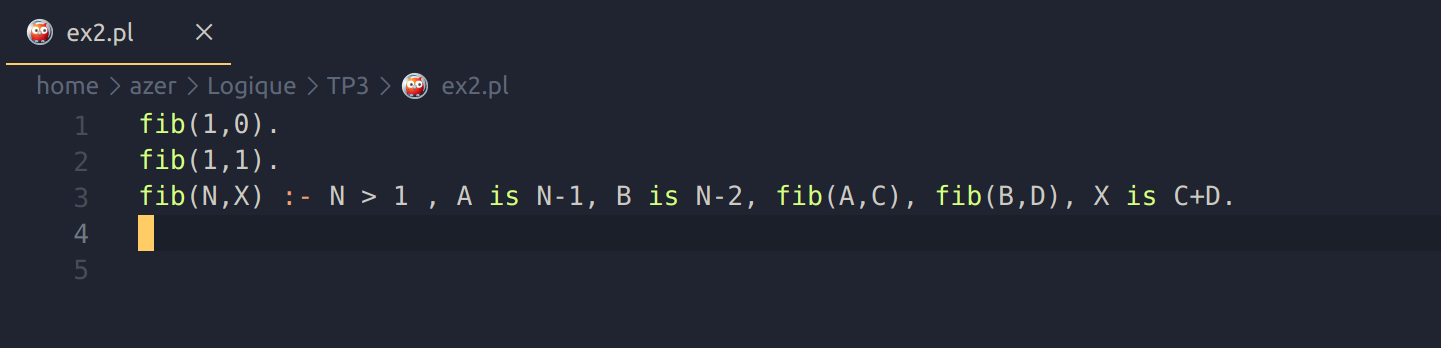 ex2.pl
home > azer > Logique > TP3 > ex2.pl
1 fib(1,0).
2 fib(1,1).
3 fib(N,X) :- N > 1 , A is N-1, B is N-2, fib(A,C), fib(B,D), X is C+D.
4
5